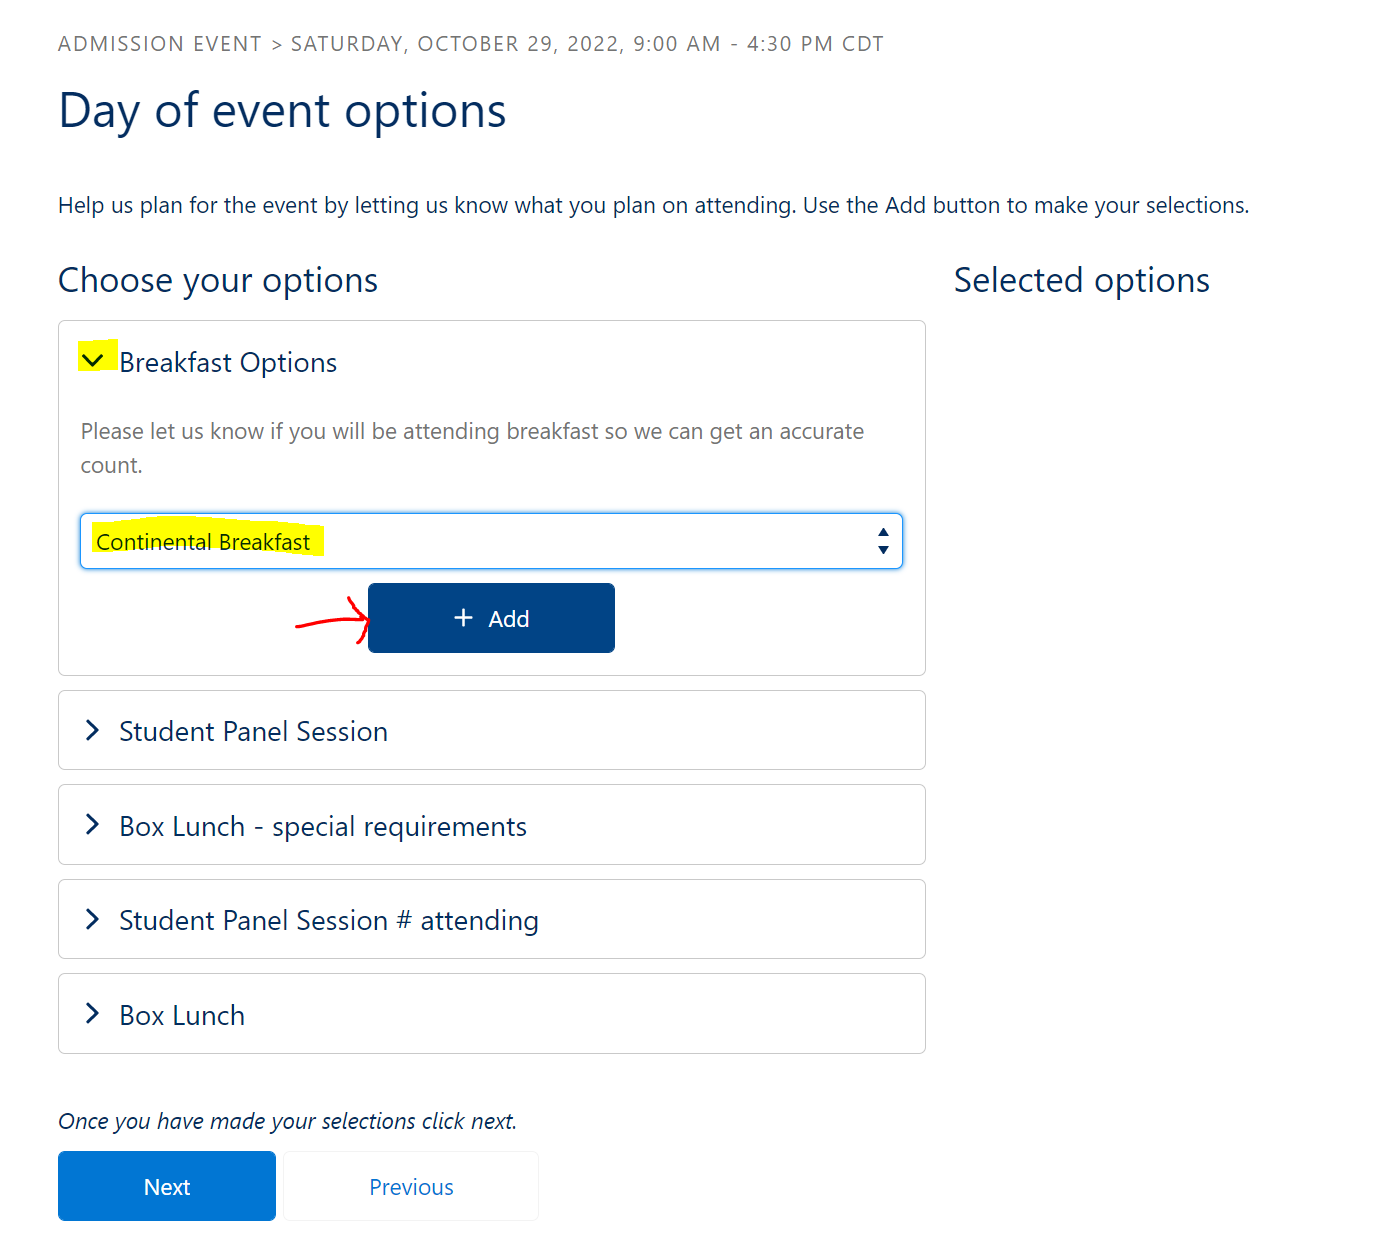 ADMISSION EVENT > SATURDAY, OCTOBER 29, 2022, 9:00 AM - 4:30 PM CDT
Day of event options
Help us plan for the event by letting us know what you plan on attending. Use the Add button to make your selections.
Choose your options
Selected options
Breakfast Options
Please let us know if you will be attending breakfast so we can get an accurate
count.
Continental Breakfast
+ Add
Student Panel Session
Box Lunch - special requirements
Student Panel Session # attending
Box Lunch
Once you have made your selections click next.
Next
Previous